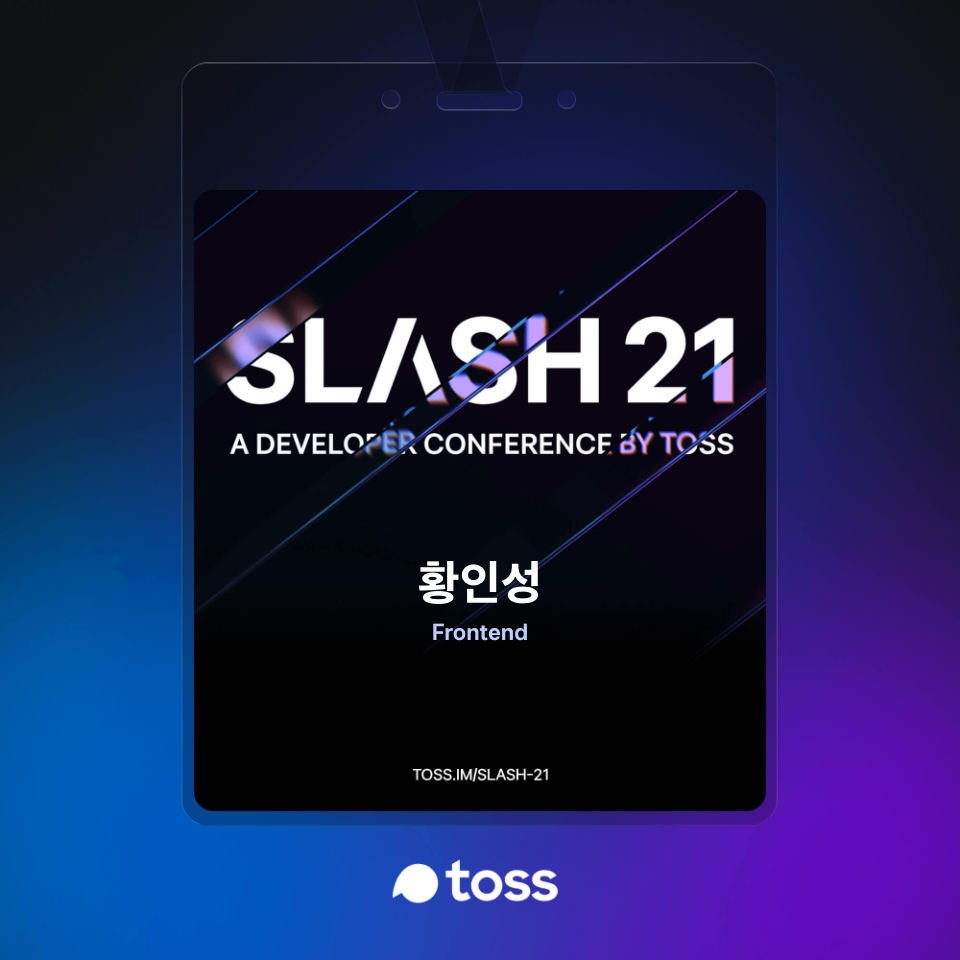 SLASH 21
A DEVELOPER CONFERENCE BY TOSS
황인성
Frontend
TOSS.IM/SLASH-21
toss